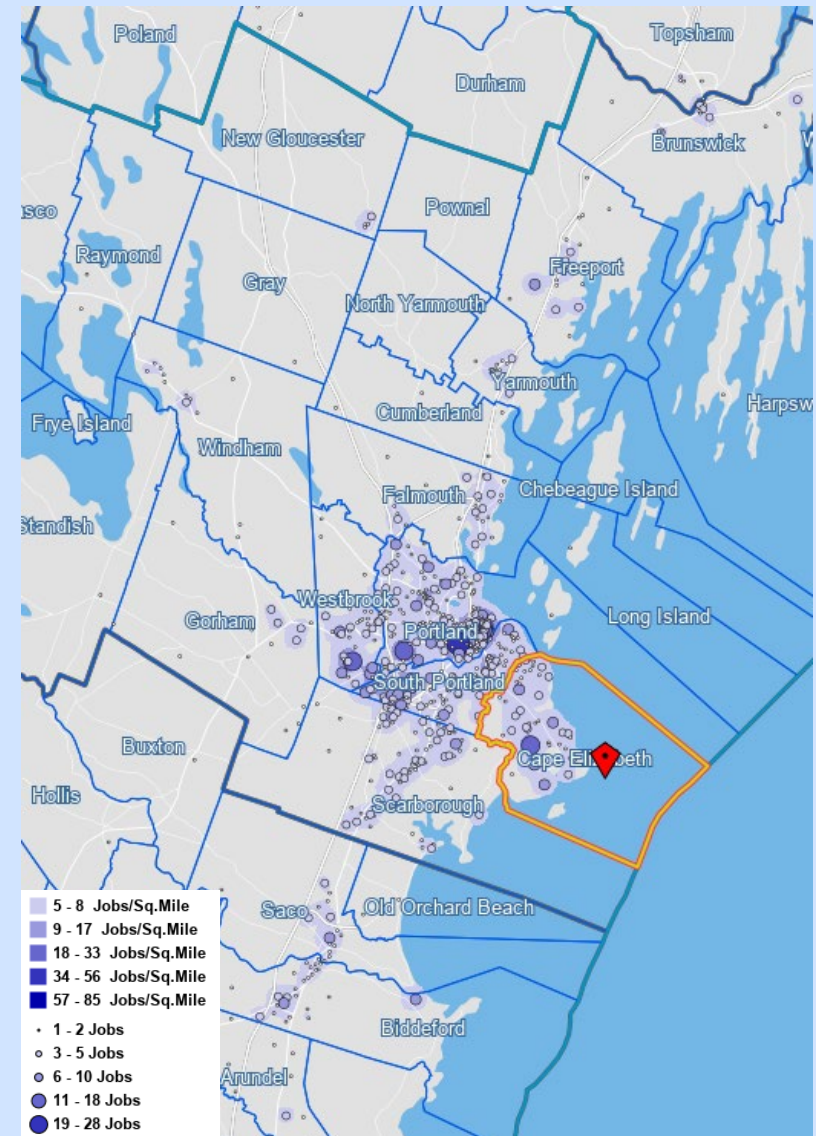 Poland
Topsham
Durham
New Gloucester
Brunswick
Pownal
Raymond
Freeport
Gray
North Yarmouth
Yarmouth
Harpsw
Cumberland
Frye Island
Windham
Chebeague Island
Falmouth
Standish
Westbrook
Long Island
Gorham
Portland
South Portland
Buxton
Cape Elizabeth
Hollis
Scarborough
Saco
Old Orchard Beach
Biddeford
Arundel
5 - 8 Jobs/Sq.Mile
9 - 17 Jobs/Sq.Mile
18 - 33 Jobs/Sq.Mile
34 - 56 Jobs/Sq.Mile
57 - 85 Jobs/Sq.Mile
1 - 2 Jobs
3 - 5 Jobs
6 - 10 Jobs
11 - 18 Jobs
19 - 28 Jobs